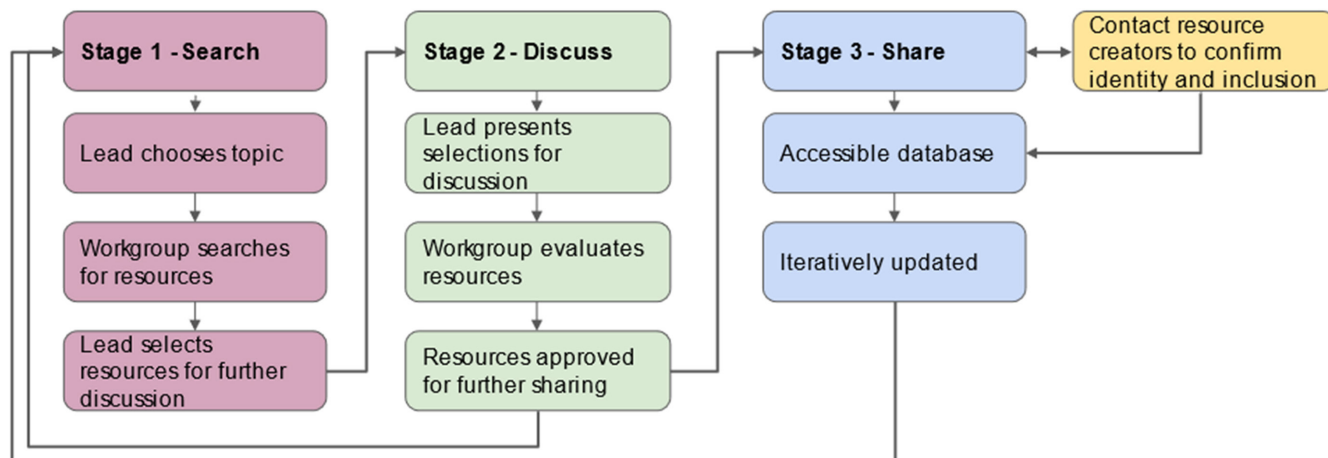 Stage 1 - Search
Lead chooses topic
Workgroup searches
for resources
Lead selects
resources for further
discussion
Stage 2 - Discuss
Lead presents
selections for
discussion
Workgroup evaluates
resources
Resources approved
for further sharing
Stage 3 - Share
Accessible database
Iteratively updated
Contact resource
creators to confirm
identity and inclusion